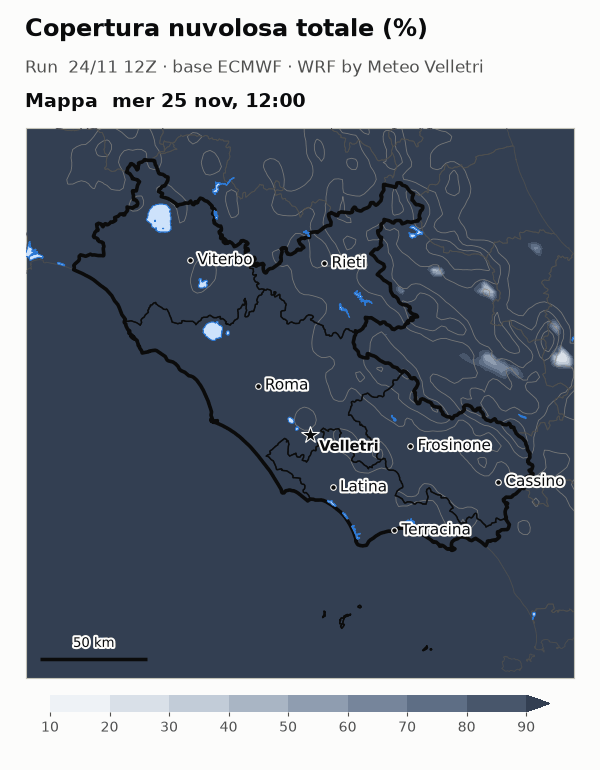 Copertura nuvolosa totale (%)
Run  24/11 12Z · base ECMWF · WRF by Meteo Velletri
Mappa  mer 25 nov, 12:00
Viterbo
Rieti
Roma
Velletri
Frosinone
Cassino
Latina
Terracina
50 km
10 20 30 40 50 60 70 80 90